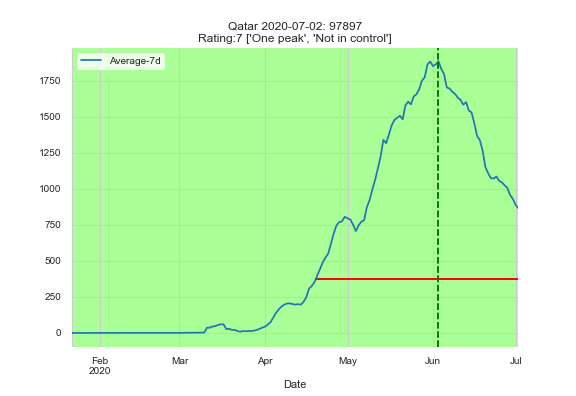 Qatar 2020-07-02: 97897
Rating:7 ['One peak', 'Not in control']
Average-7d
1750
1500
1250
1000
750
500
250
0
Feb Mar Apr May Jun Jul
2020
Date